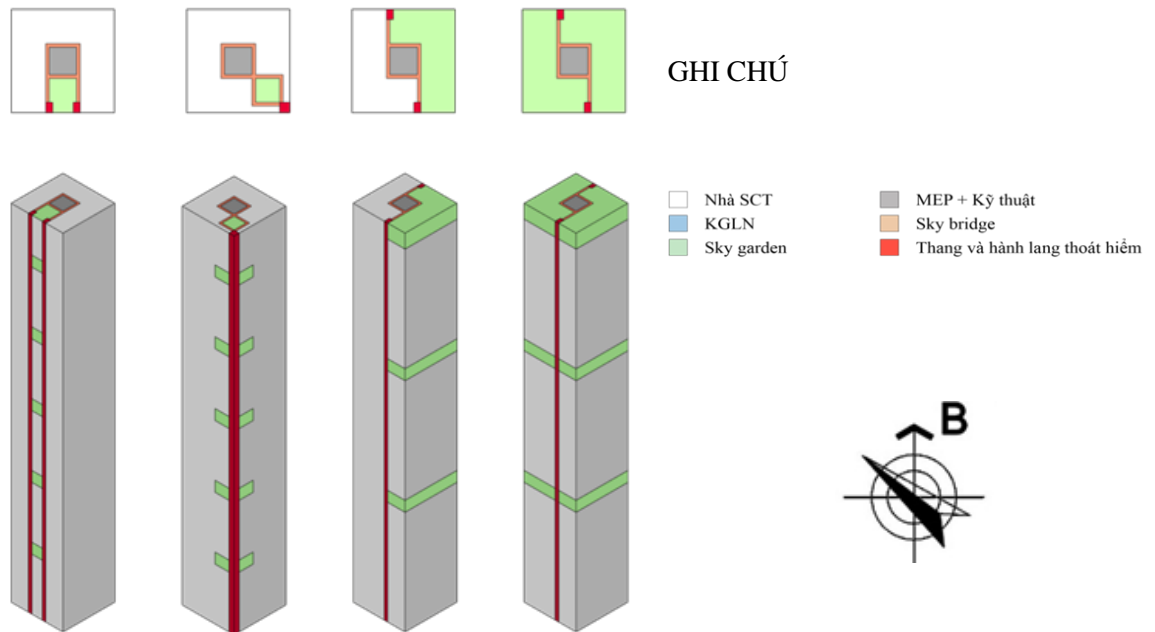 GHI CHÚ
Nhà SCT
MEP + Kỹ thuật
KGLN
Sky bridge
Sky garden
Thang và hành lang thoát hiểm
B